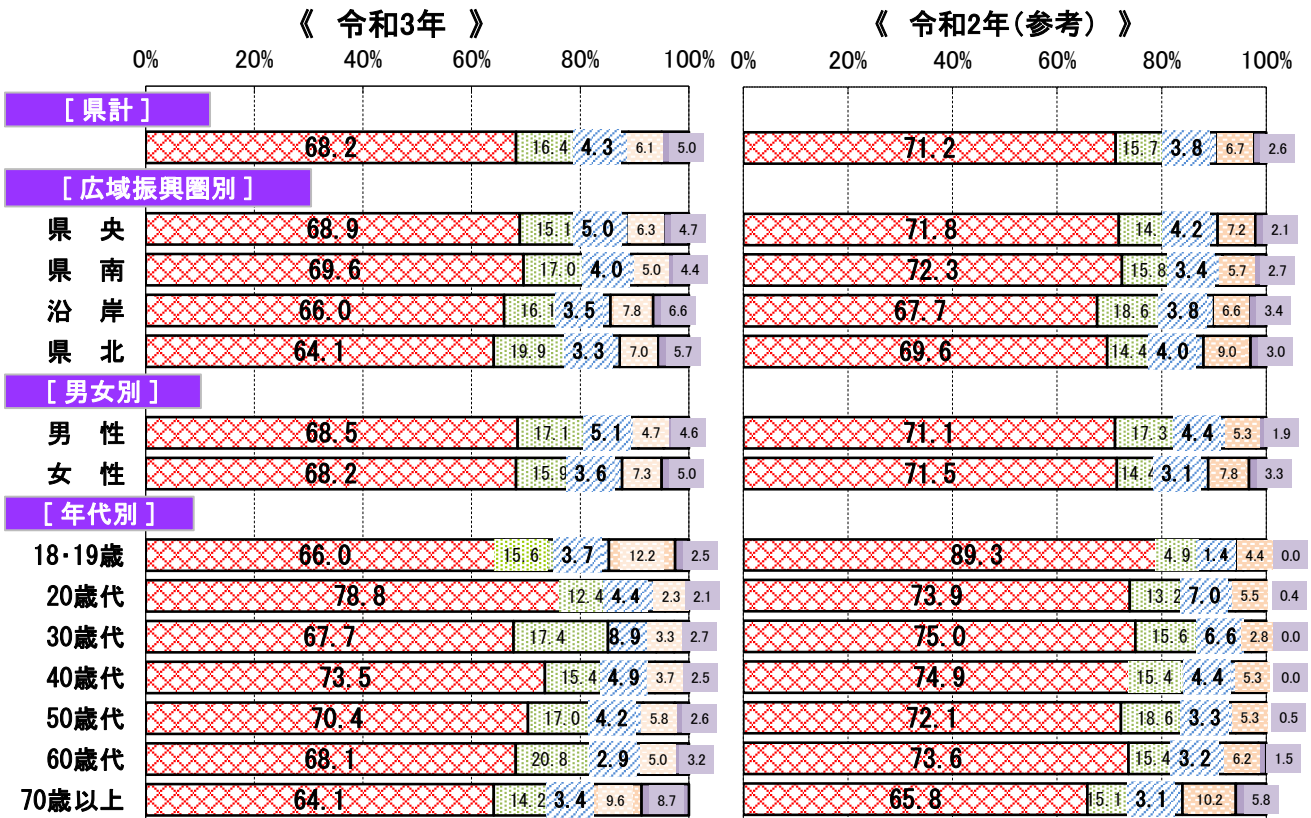 《 令和3年 》 《 令和2年(参考) 》
0% 20% 40% 60% 80% 100% 0% 20% 40% 60% 80% 100%
[ 県計 ]
68.2 16.4 4.3 6.1 5.0 71.2 15.7 3.8 6.7 2.6
[ 広域振興圏別 ]
県 央 68.9 15.1 5.0 6.3 4.7 71.8 14. 4.2 7.2 2.1
県 南 69.6 17.0 4.0 5.0 4.4 72.3 15.8 3.4 5.7 2.7
沿 岸 66.0 16.1 3.5 7.8 6.6 67.7 18.6 3.8 6.6 3.4
県 北 64.1 19.9 3.3 7.0 5.7 69.6 14.4 4.0 9.0 3.0
[ 男女別 ]
男 性 68.5 17.1 5.1 4.7 4.6 71.1 17.3 4.4 5.3 1.9
女 性 68.2 15.9 3.6 7.3 5.0 71.5 14.4 3.1 7.8 3.3
[ 年代別 ]
18・19歳 66.0 15.6 3.7 12.2 2.5 89.3 4.9 1.4 4.4 0.0
20歳代 78.8 12.4 4.4 2.3 2.1 73.9 13.2 7.0 5.5 0.4
30歳代 67.7 17.4 8.9 3.3 2.7 75.0 15.6 6.6 2.8 0.0
40歳代 73.5 15.4 4.9 3.7 2.5 74.9 15.4 4.4 5.3 0.0
50歳代 70.4 17.0 4.2 5.8 2.6 72.1 18.6 3.3 5.3 0.5
60歳代 68.1 20.8 2.9 5.0 3.2 73.6 15.4 3.2 6.2 1.5
70歳以上 64.1 14.2 3.4 9.6 8.7 65.8 15.1 3.1 10.2 5.8